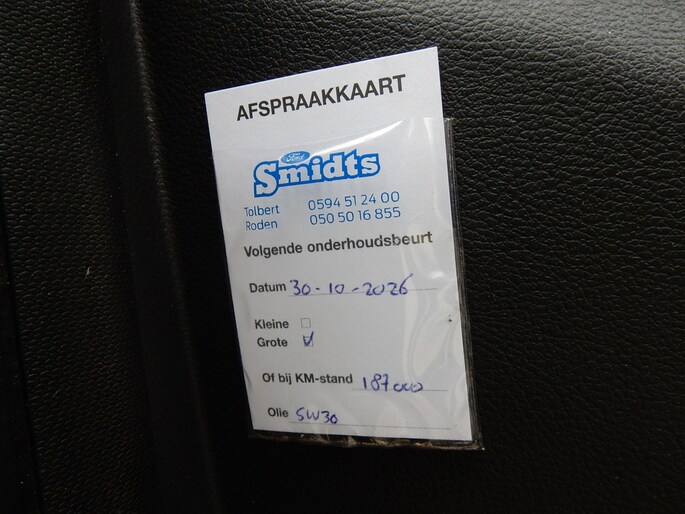 AFSPRAAKKAART
Ford
Smidts
Tolbert 0594 51 24 00
Roden 050 50 16 855
Volgende onderhoudsbeurt
Datum 30-10-2026
Kleine
Grote
Of bij KM-stand 187000
Olie 5W30